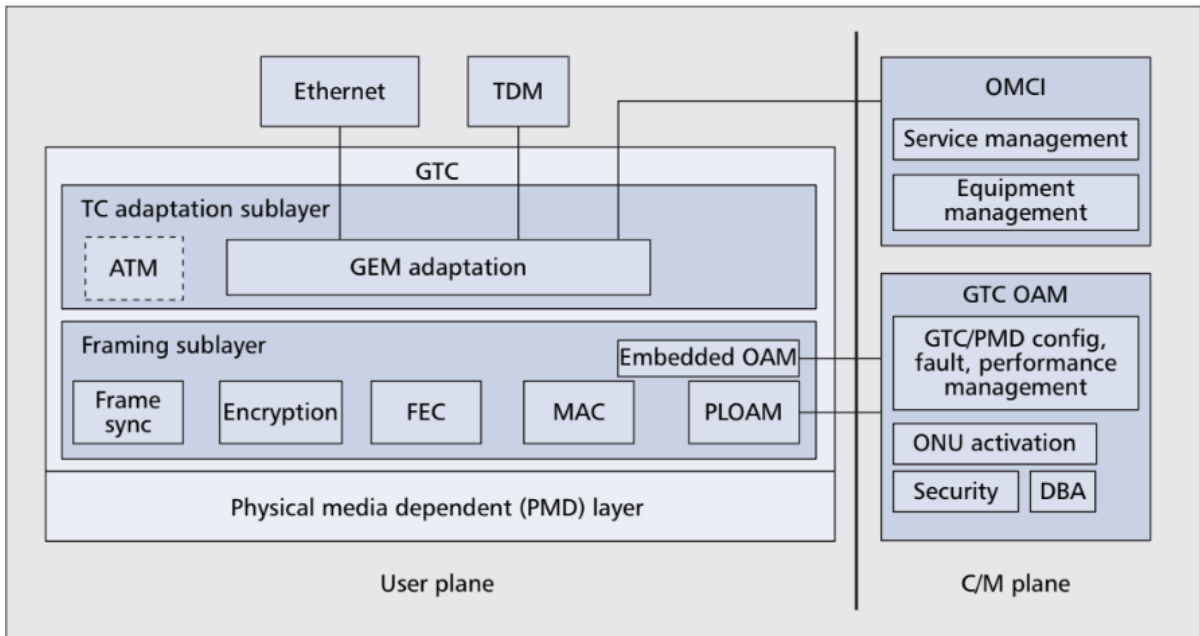 Ethernet
TDM
GTC
TC adaptation sublayer
ATM
GEM adaptation
Framing sublayer
Embedded OAM
Frame
sync
Encryption
FEC
MAC
PLOAM
Physical media dependent (PMD) layer
User plane
OMCI
Service management
Equipment
management
GTC OAM
GTC/PMD config,
fault, performance
management
ONU activation
Security
DBA
C/M plane